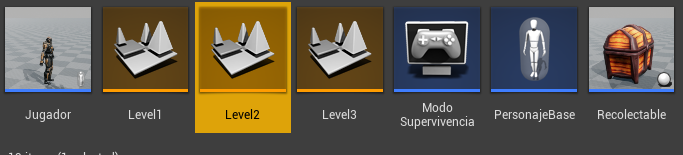 Jugador
Level1
Level2
Level3
Modo
Supervivencia
PersonajeBase
Recolectable